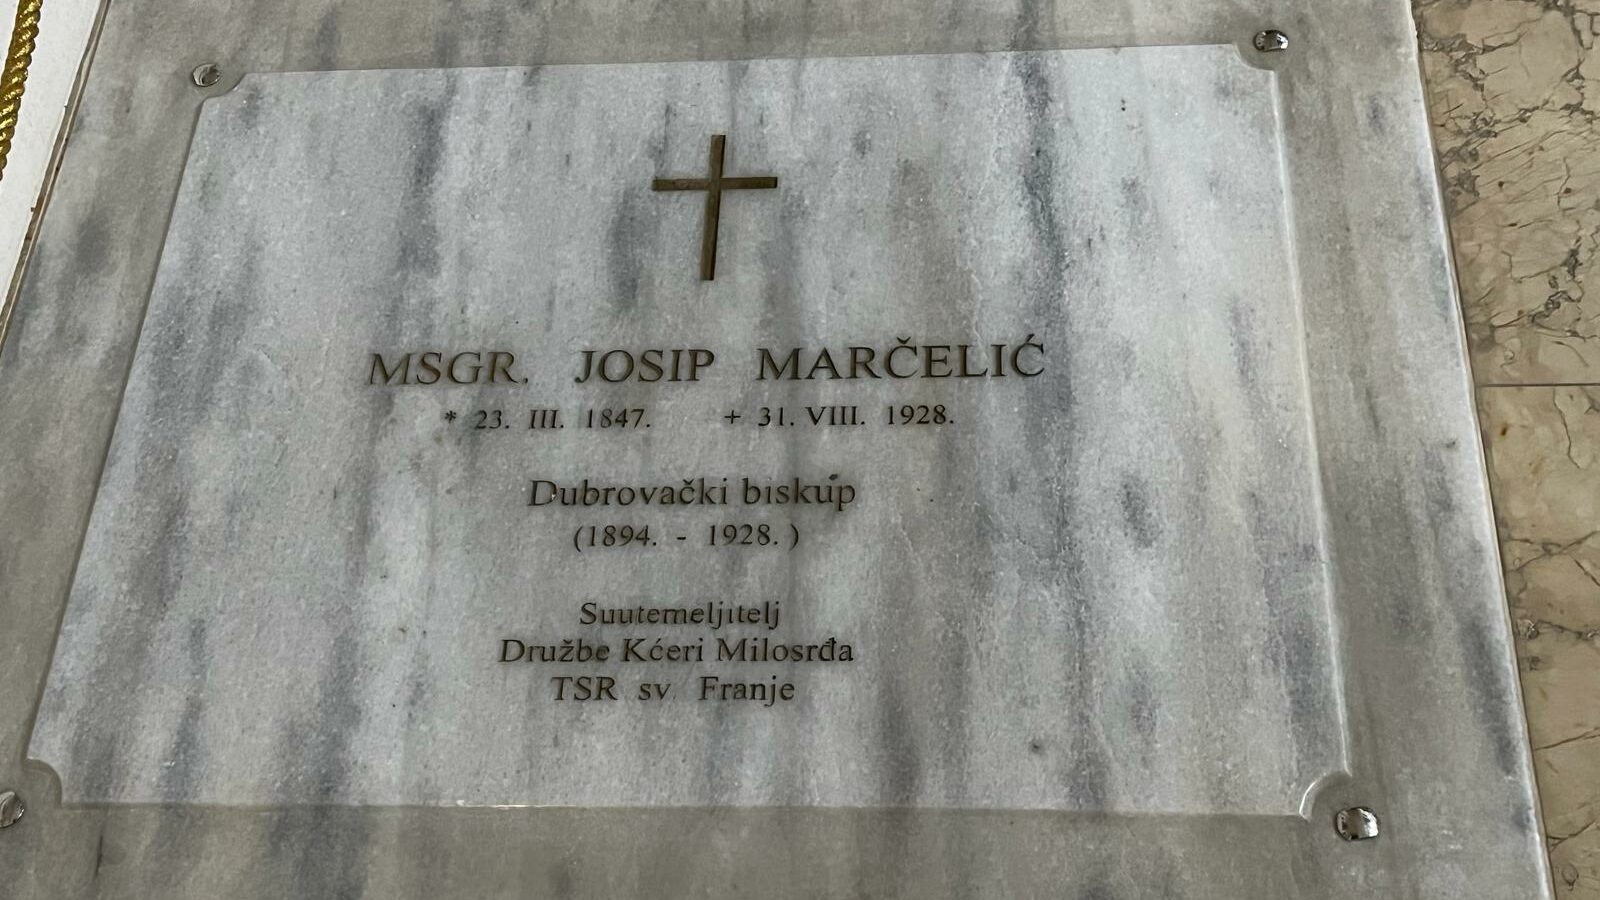 MSGR. JOSIP MARČELIĆ
* 23. III. 1847. + 31. VIII. 1928.
Dubrovački biskup
(1894. - 1928. )
Suutemeljitelj
Družbe Kćeri Milosrđa
TSR sv. Franje